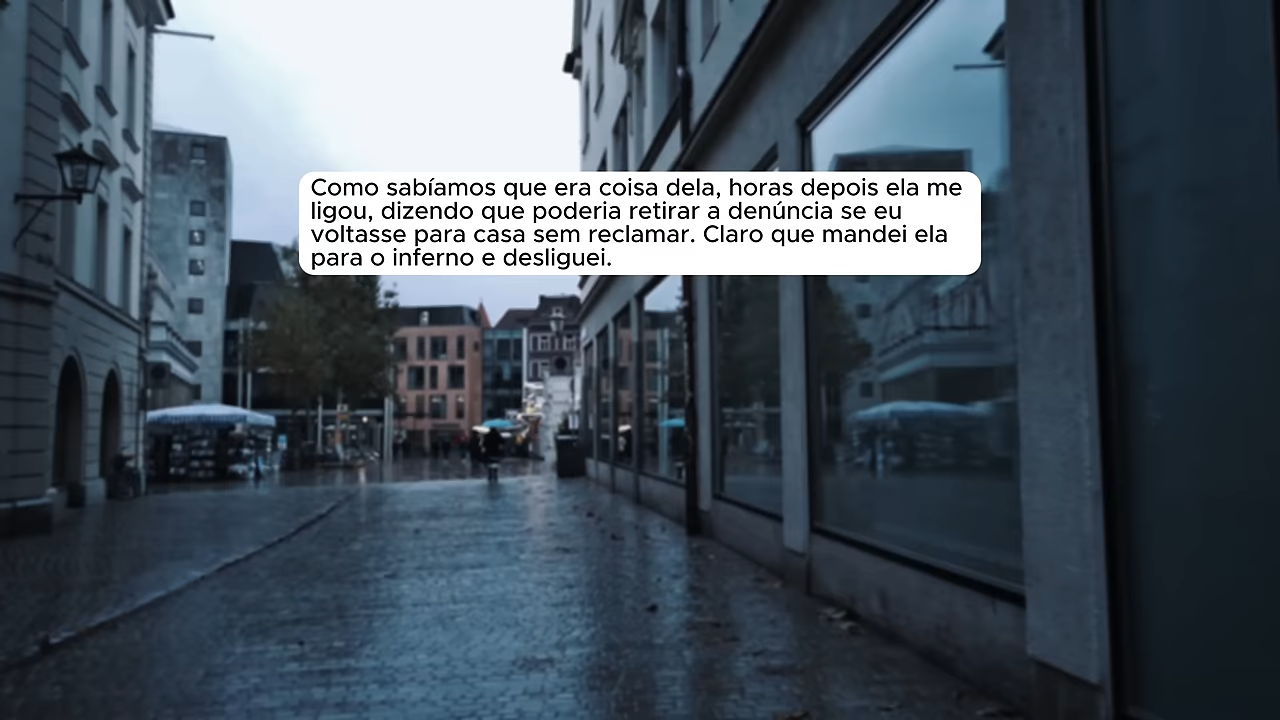 Como sabíamos que era coisa dela, horas depois ela me
ligou, dizendo que poderia retirar a denúncia se eu
voltasse para casa sem reclamar. Claro que mandei ela
para o inferno e desliguei.